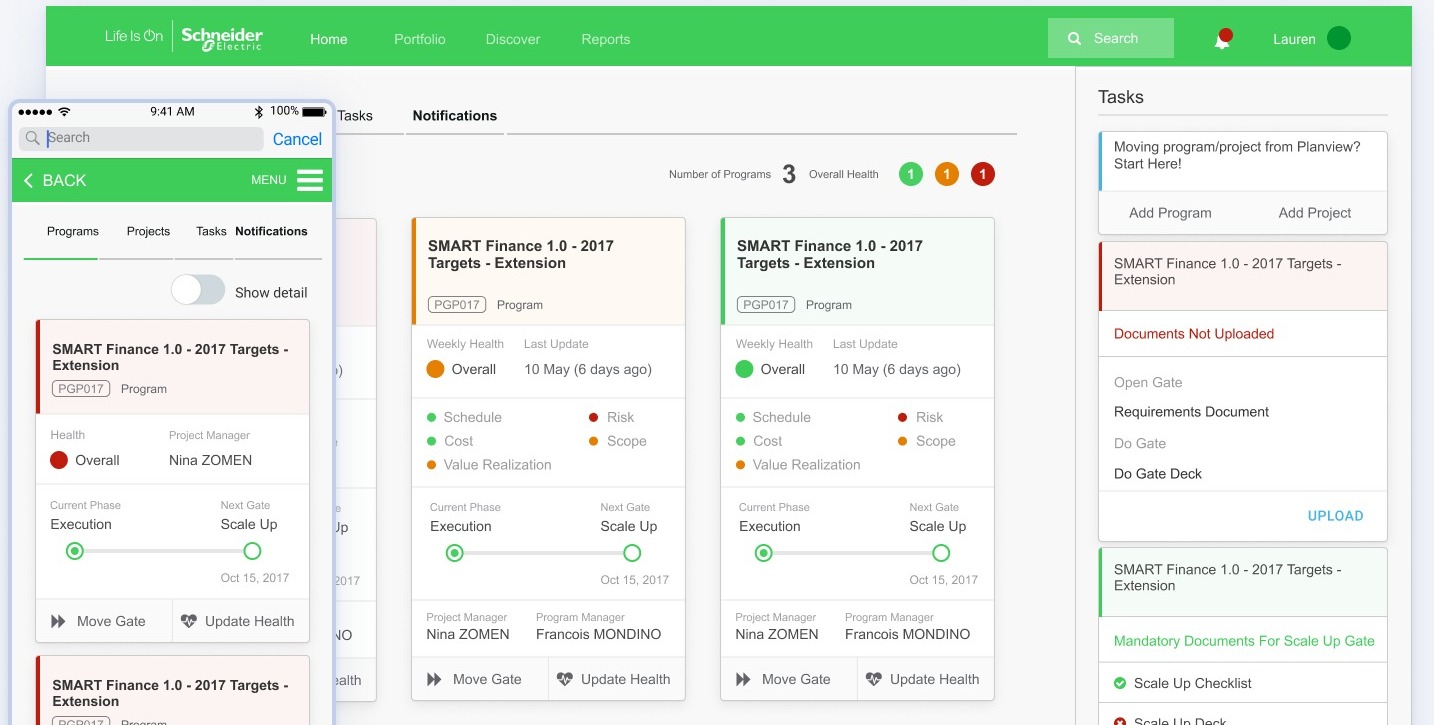 Life Is On
Schneider
Electric
Home
Portfolio
Discover
Reports
Search
Lauren
Tasks
Notifications
Number of Programs 3 Overall Health 1 1 1
9:41 AM
100%
Search
Cancel
BACK
MENU
Programs
Projects
Tasks
Notifications
Show detail
SMART Finance 1.0 - 2017 Targets -
Extension
PGP017 Program
Health
Project Manager
Overall
Nina ZOMEN
Current Phase
Next Gate
Execution
Scale Up
Oct 15, 2017
Move Gate
Update Health
SMART Finance 1.0 - 2017 Targets -
Extension
PGP017 Program
)
e
Up
2017
NO
ealth
SMART Finance 1.0 - 2017
Targets - Extension
PGP017 Program
Weekly Health
Last Update
Overall
10 May (6 days ago)
Schedule
Risk
Cost
Scope
Value Realization
Current Phase
Next Gate
Execution
Scale Up
Oct 15, 2017
Project Manager
Program Manager
Nina ZOMEN
Francois MONDINO
Move Gate
Update Health
SMART Finance 1.0 - 2017
Targets - Extension
PGP017 Program
Weekly Health
Last Update
Overall
10 May (6 days ago)
Schedule
Risk
Cost
Scope
Value Realization
Current Phase
Next Gate
Execution
Scale Up
Oct 15, 2017
Project Manager
Program Manager
Nina ZOMEN
Francois MONDINO
Move Gate
Update Health
Tasks
Moving program/project from Planview?
Start Here!
Add Program
Add Project
SMART Finance 1.0 - 2017 Targets -
Extension
Documents Not Uploaded
Open Gate
Requirements Document
Do Gate
Do Gate Deck
UPLOAD
SMART Finance 1.0 - 2017 Targets -
Extension
Mandatory Documents For Scale Up Gate
Scale Up Checklist
Scale Up Deck